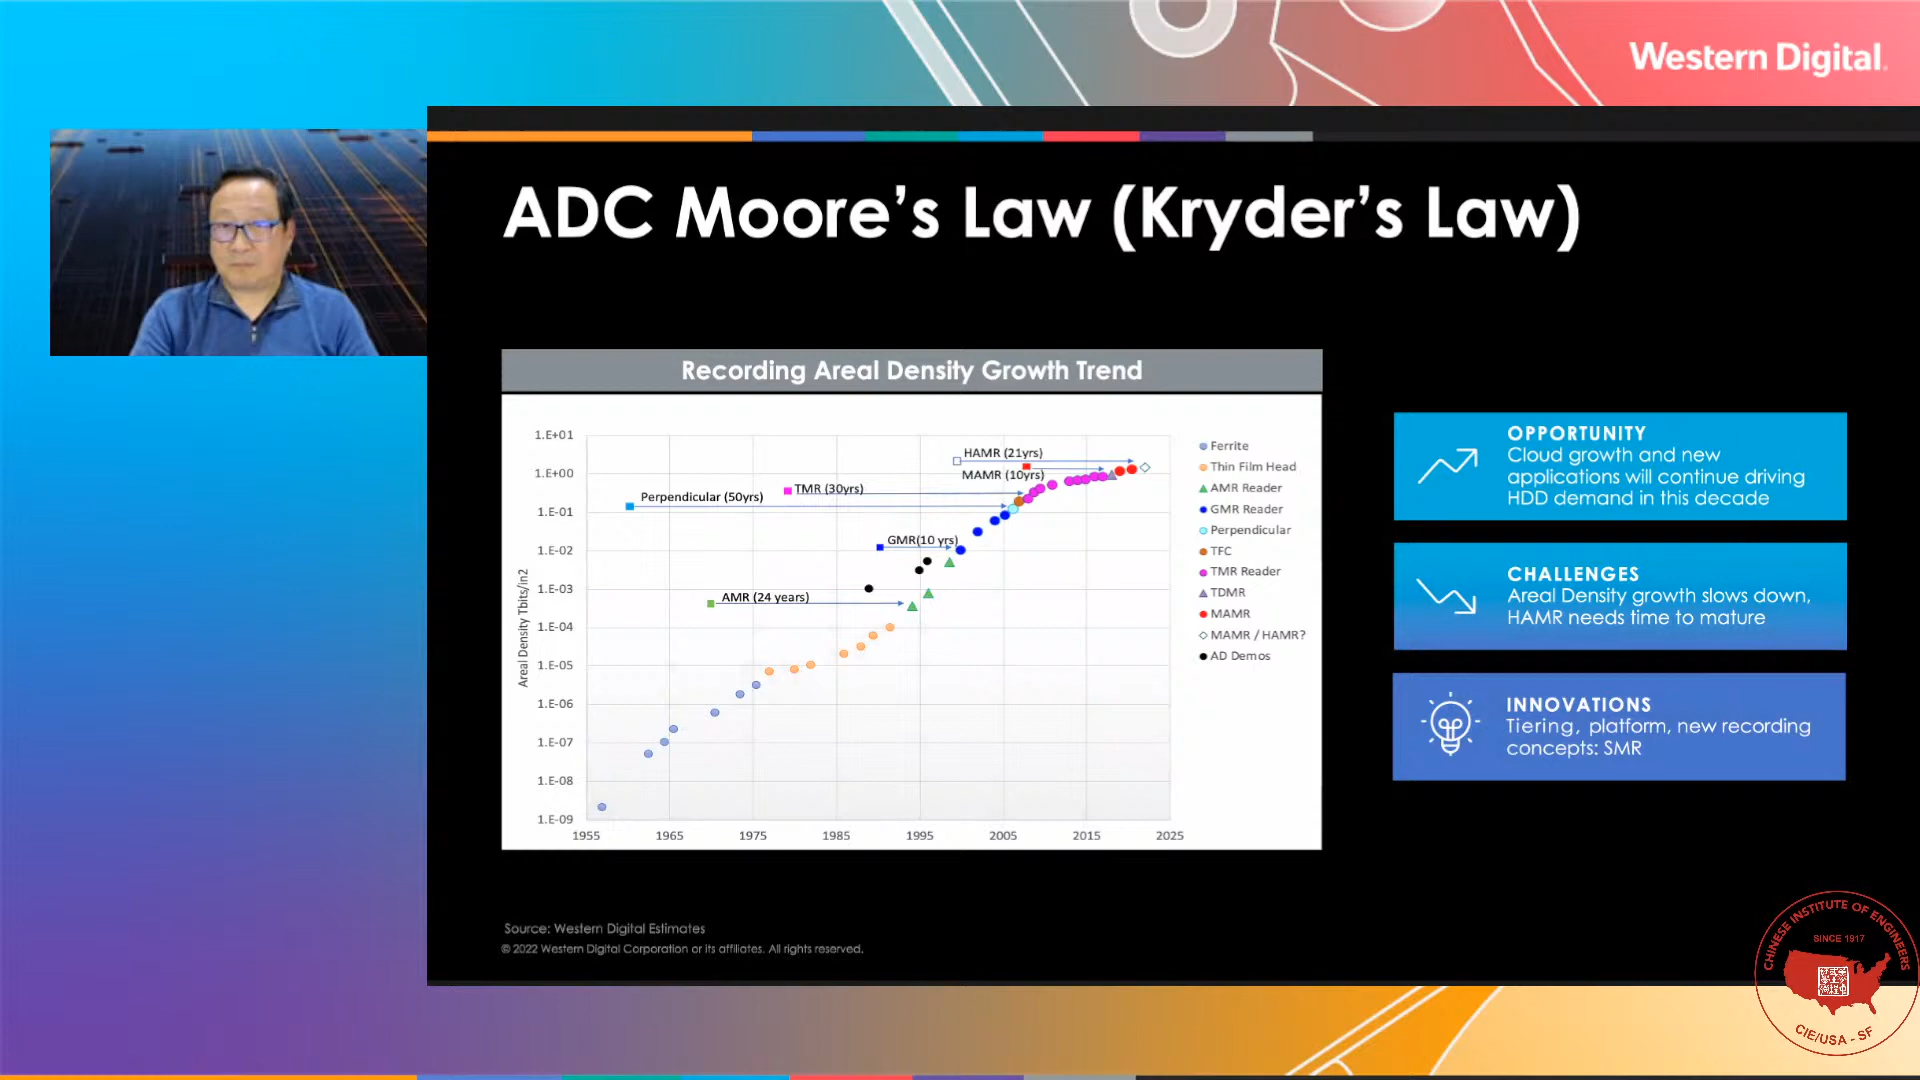 Western Digital.
ADC Moore's Law (Kryder's Law)
Recording Areal Density Growth Trend
Areal Density Tbits/in2
1.E+01
1.E+00
1.E-01
1.E-02
1.E-03
1.E-04
1.E-05
1.E-06
1.E-07
1.E-08
1.E-09
1955
1965
1975
1985
1995
2005
2015
2025
HAMR (21yrs)
MAMR (10yrs)
TMR (30yrs)
Perpendicular (50yrs)
GMR(10 yrs)
AMR (24 years)
Ferrite
Thin Film Head
AMR Reader
GMR Reader
Perpendicular
TFC
TMR Reader
TDMR
MAMR
MAMR / HAMR?
AD Demos
OPPORTUNITY
Cloud growth and new
applications will continue driving
HDD demand in this decade
CHALLENGES
Areal Density growth slows down,
HAMR needs time to mature
INNOVATIONS
Tiering, platform, new recording
concepts: SMR
Source: Western Digital Estimates
© 2022 Western Digital Corporation or its affiliates. All rights reserved.
CHINESE INSTITUTE OF ENGINEERS
SINCE 1917
CIE/USA - SF